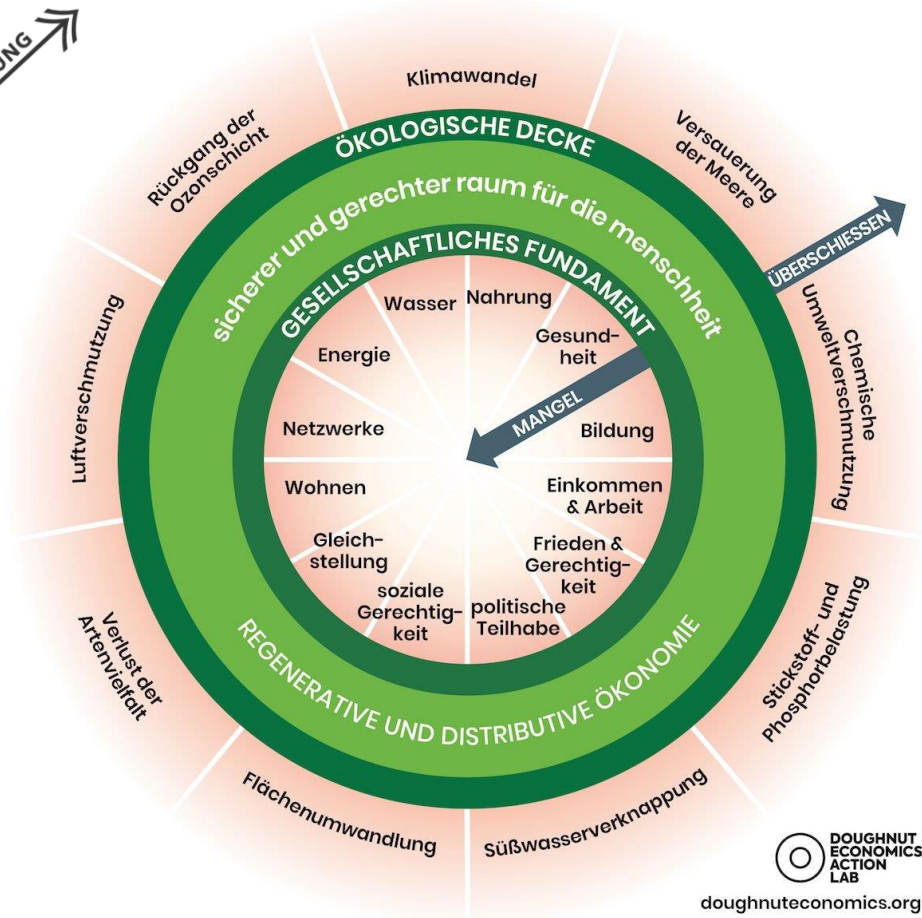 UNG
Klimawandel
Rückgang der
Ozonschicht
Versauerung
der Meere
ÖKOLOGISCHE DECKE
sicherer und gerechter raum für die menschheit
GESELLSCHAFTLICHES FUNDAMENT
ÜBERSCHIESSEN
Luftverschmutzung
Chemische
Umweltverschmutzung
Wasser
Nahrung
Energie
Gesund-
heit
MANGEL
Netzwerke
Bildung
Wohnen
Einkommen
& Arbeit
Gleich-
stellung
Frieden &
Gerechtig-
keit
soziale
Gerechtig-
keit
politische
Teilhabe
REGENERATIVE UND DISTRIBUTIVE ÖKONOMIE
Verlust der
Artenvielfalt
Stickstoff- und
Phosphorbelastung
Flächenumwandlung
Süßwasserverknappung
DOUGHNUT
ECONOMICS
ACTION
LAB
doughnuteconomics.org